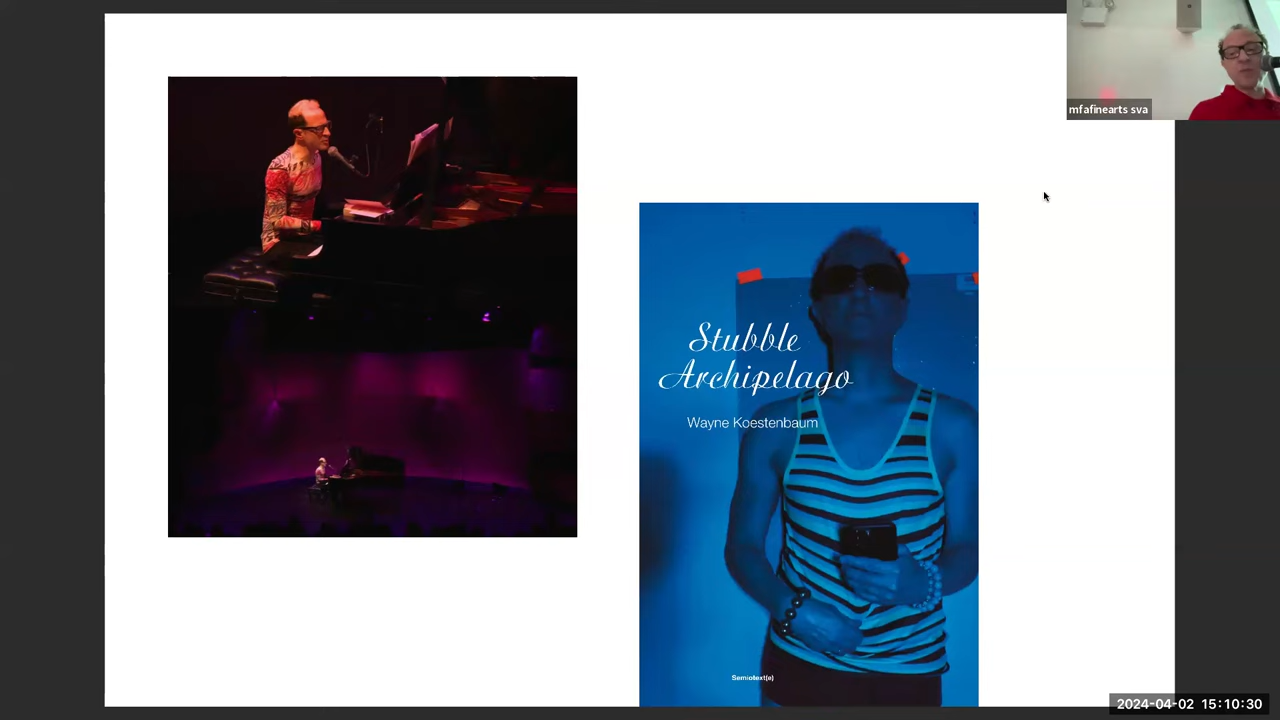 mfafinearts sva
Stubble
Archipelago
Wayne Koestenbaum
Semiotext(e)
2024-04-02 15:10:30